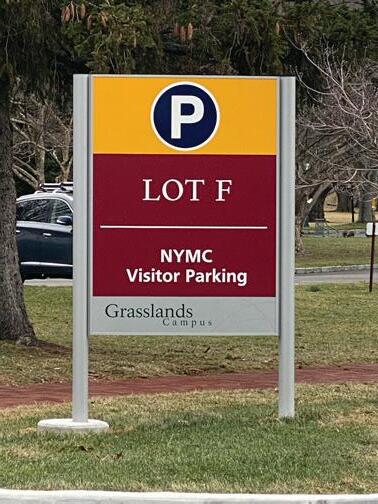 P
LOT F
NYMC
Visitor Parking
Grasslands
Campus